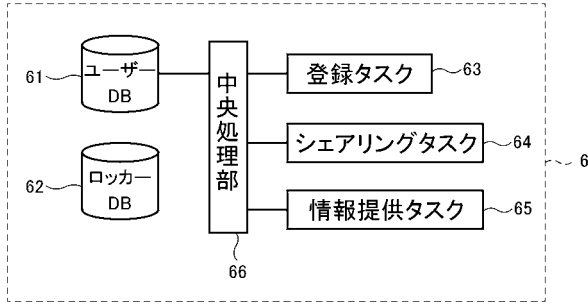 61
ユーザー
DB
62
ロッカー
DB
中央処理部
66
登録タスク
63
シェアリングタスク
64
情報提供タスク
65
6